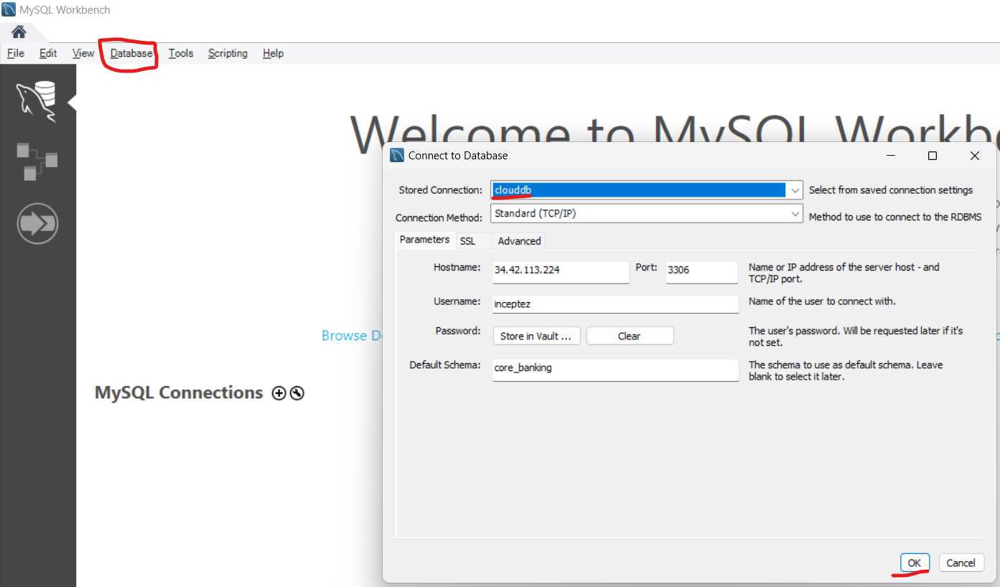 MySQL Workbench
File Edit View Database Tools Scripting Help
Welcome to MySQL Workbe
Connect to Database
Stored Connection: clouddb Select from saved connection settings
Connection Method: Standard (TCP/IP) Method to use to connect to the RDBMS
Parameters SSL Advanced
Hostname: 34.42.113.224 Port: 3306 Name or IP address of the server host - and
TCP/IP port.
Username: inceptez Name of the user to connect with.
Password: Store in Vault ... Clear The user's password. Will be requested later if it's
not set.
Browse D
Default Schema: core_banking The schema to use as default schema. Leave
blank to select it later.
MySQL Connections
OK Cancel